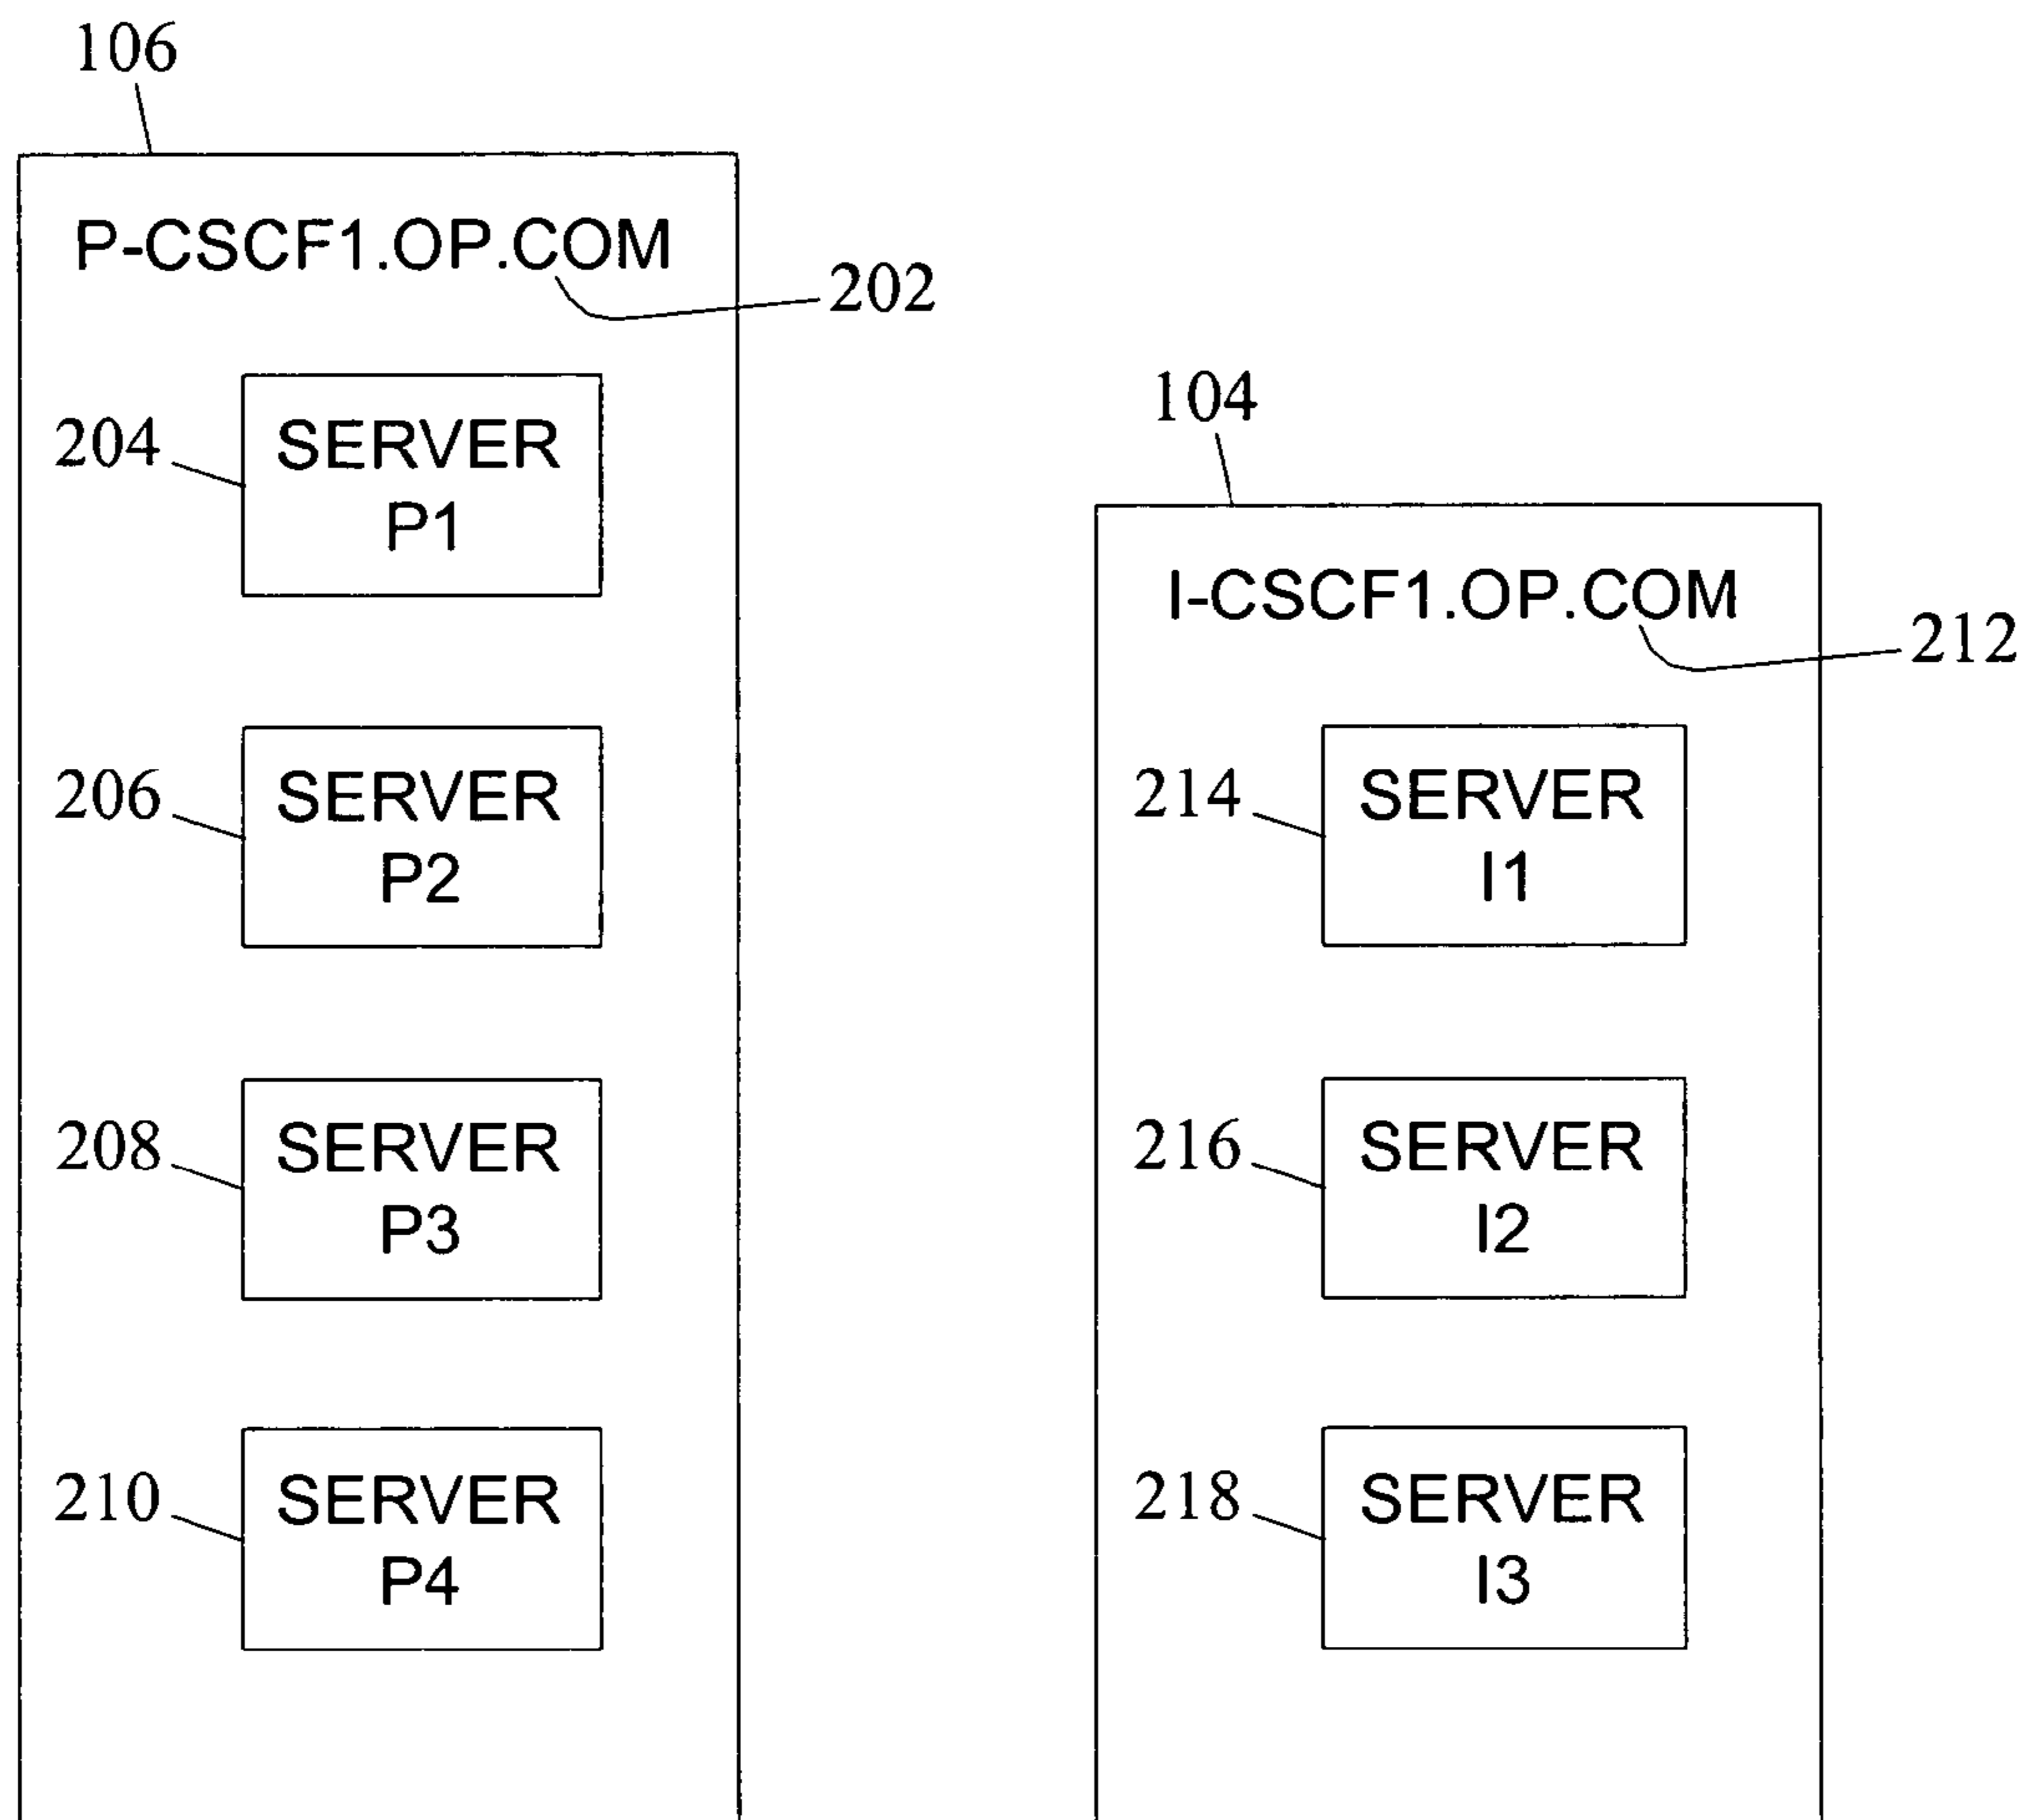 106
P-CSCF1.OP.COM
202
204
SERVER
P1
206
SERVER
P2
208
SERVER
P3
210
SERVER
P4
104
I-CSCF1.OP.COM
212
214
SERVER
I1
216
SERVER
I2
218
SERVER
I3